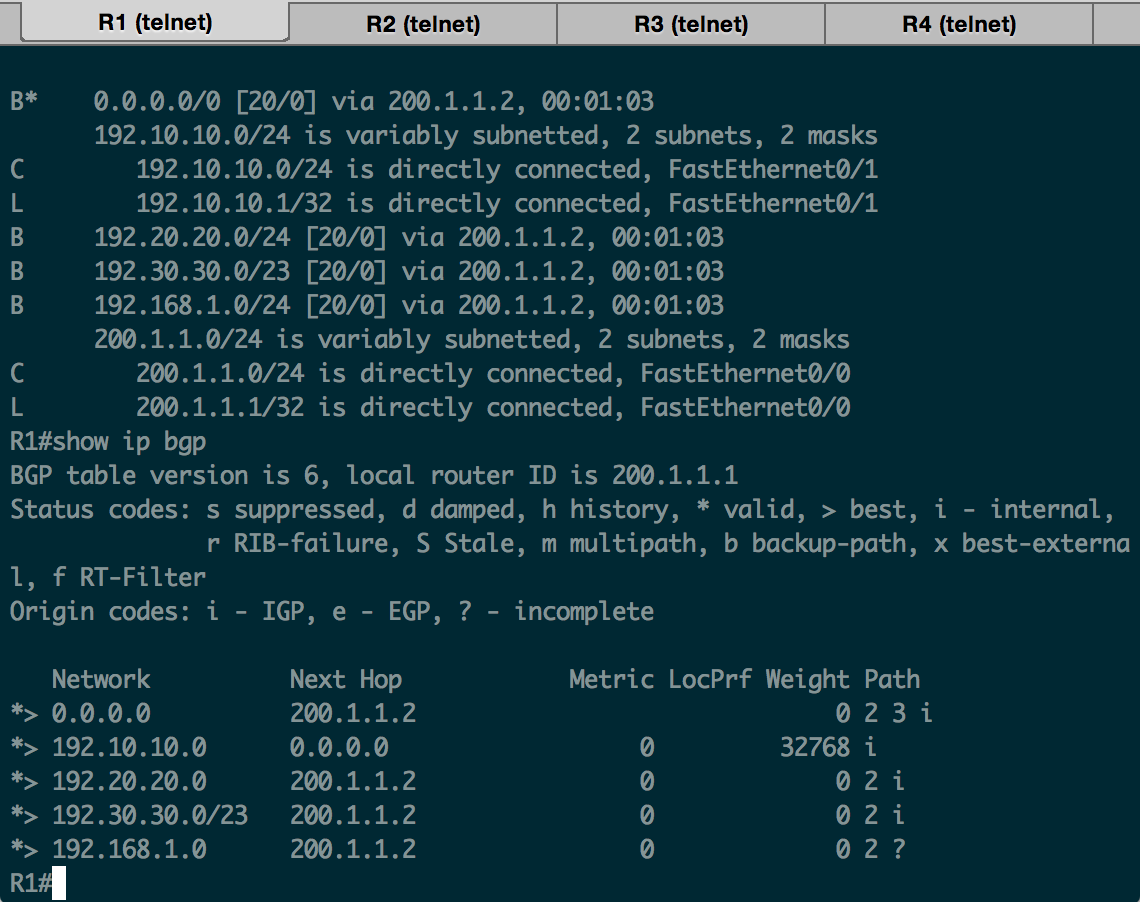 R1 (telnet) R2 (telnet) R3 (telnet) R4 (telnet)
B*    0.0.0.0/0 [20/0] via 200.1.1.2, 00:01:03
      192.10.10.0/24 is variably subnetted, 2 subnets, 2 masks
C        192.10.10.0/24 is directly connected, FastEthernet0/1
L        192.10.10.1/32 is directly connected, FastEthernet0/1
B     192.20.20.0/24 [20/0] via 200.1.1.2, 00:01:03
B     192.30.30.0/23 [20/0] via 200.1.1.2, 00:01:03
B     192.168.1.0/24 [20/0] via 200.1.1.2, 00:01:03
      200.1.1.0/24 is variably subnetted, 2 subnets, 2 masks
C        200.1.1.0/24 is directly connected, FastEthernet0/0
L        200.1.1.1/32 is directly connected, FastEthernet0/0
R1#show ip bgp
BGP table version is 6, local router ID is 200.1.1.1
Status codes: s suppressed, d damped, h history, * valid, > best, i - internal,
              r RIB-failure, S Stale, m multipath, b backup-path, x best-externa
l, f RT-Filter
Origin codes: i - IGP, e - EGP, ? - incomplete
   Network          Next Hop            Metric LocPrf Weight Path
*> 0.0.0.0          200.1.1.2                              0 2 3 i
*> 192.10.10.0      0.0.0.0                  0         32768 i
*> 192.20.20.0      200.1.1.2                0             0 2 i
*> 192.30.30.0/23   200.1.1.2                0             0 2 i
*> 192.168.1.0      200.1.1.2                0             0 2 ?
R1#